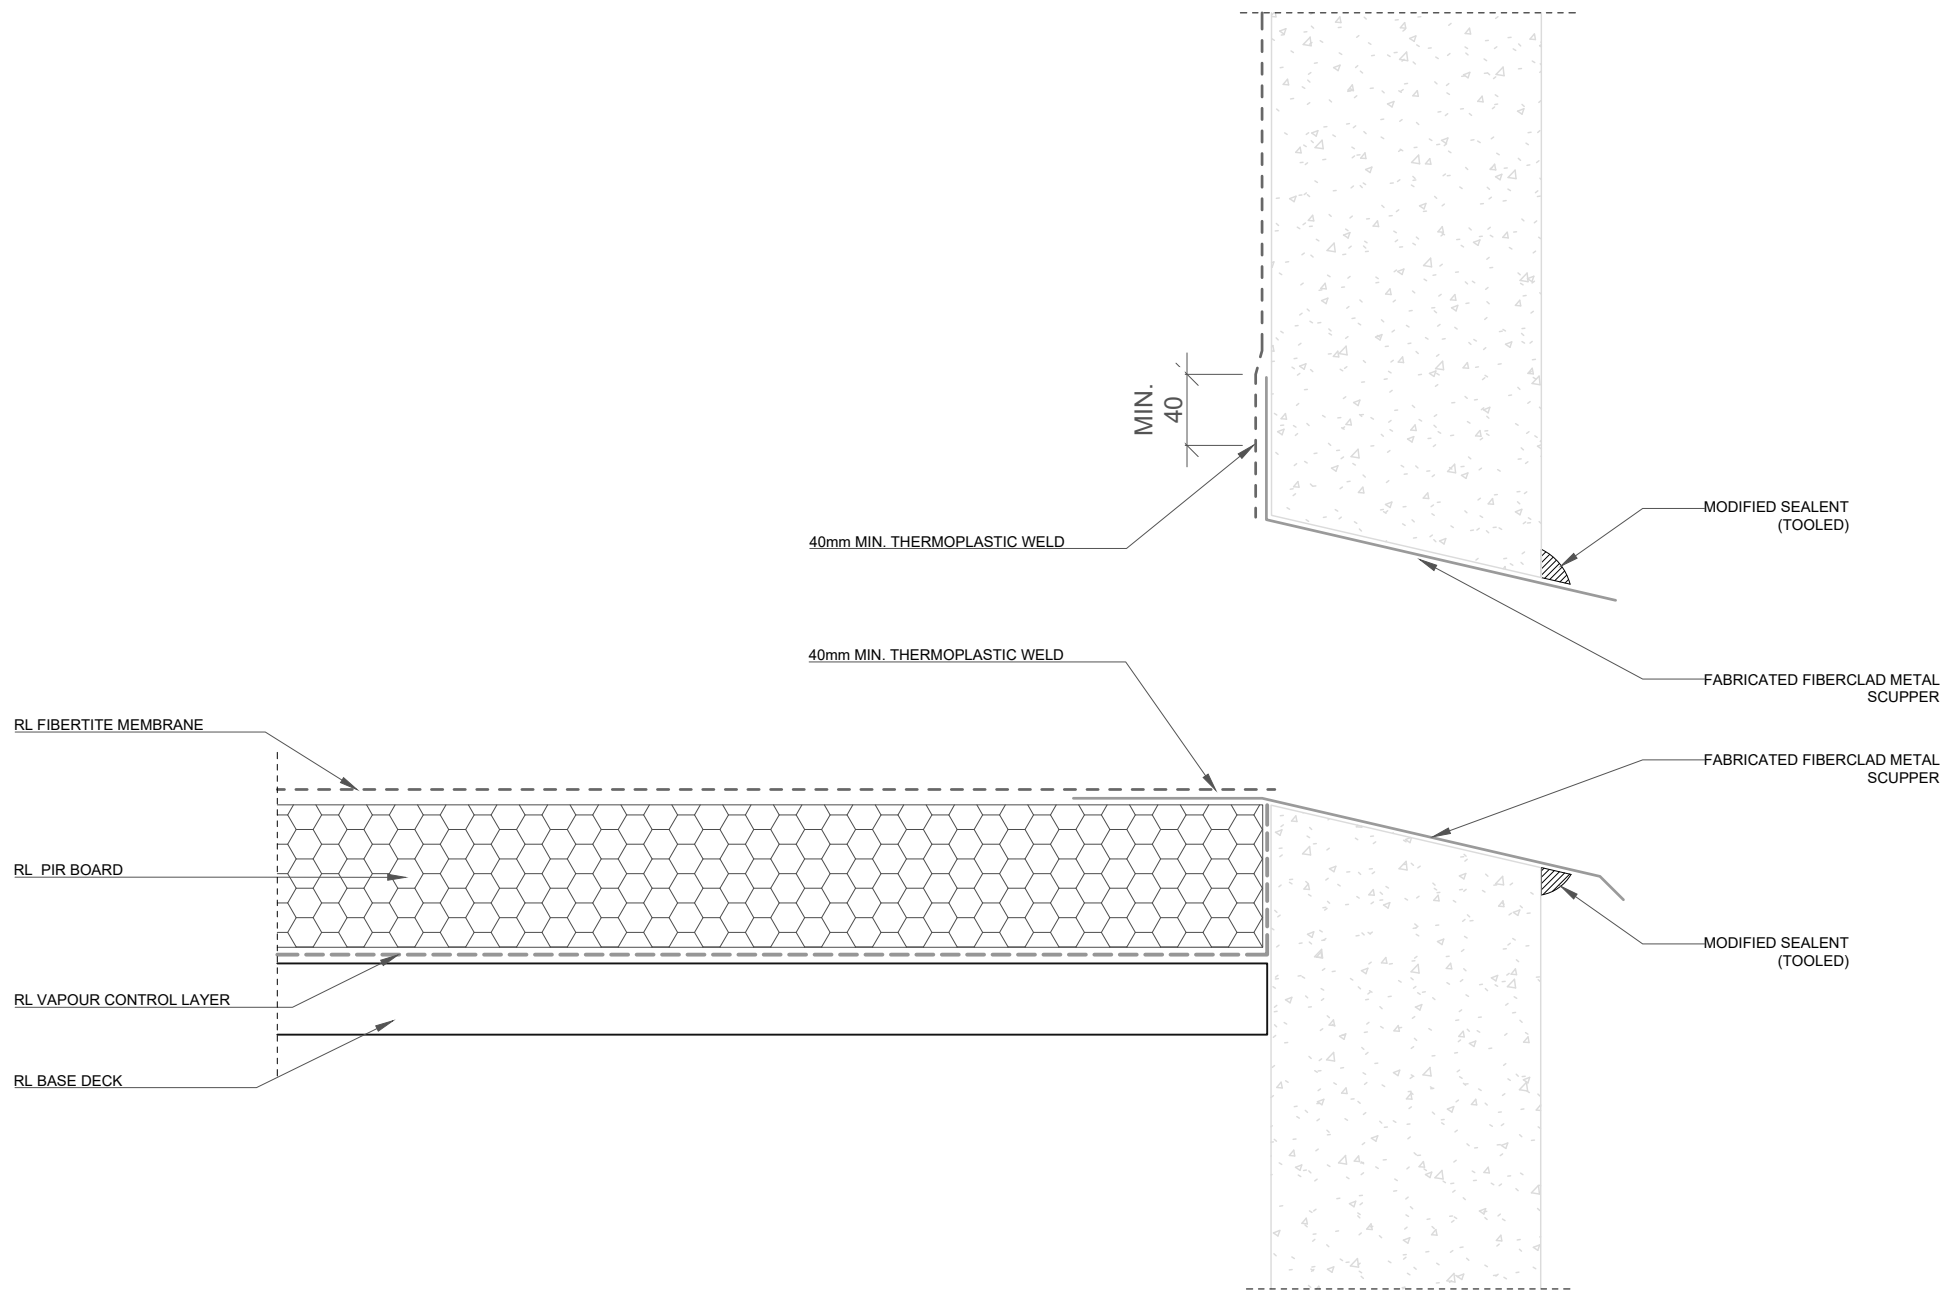 MIN.
40
MODIFIED SEALENT
(TOOLED)
40mm MIN. THERMOPLASTIC WELD
40mm MIN. THERMOPLASTIC WELD
FABRICATED FIBERCLAD METAL
SCUPPER
RL FIBERTITE MEMBRANE
FABRICATED FIBERCLAD METAL
SCUPPER
RL PIR BOARD
MODIFIED SEALENT
(TOOLED)
RL VAPOUR CONTROL LAYER
RL BASE DECK